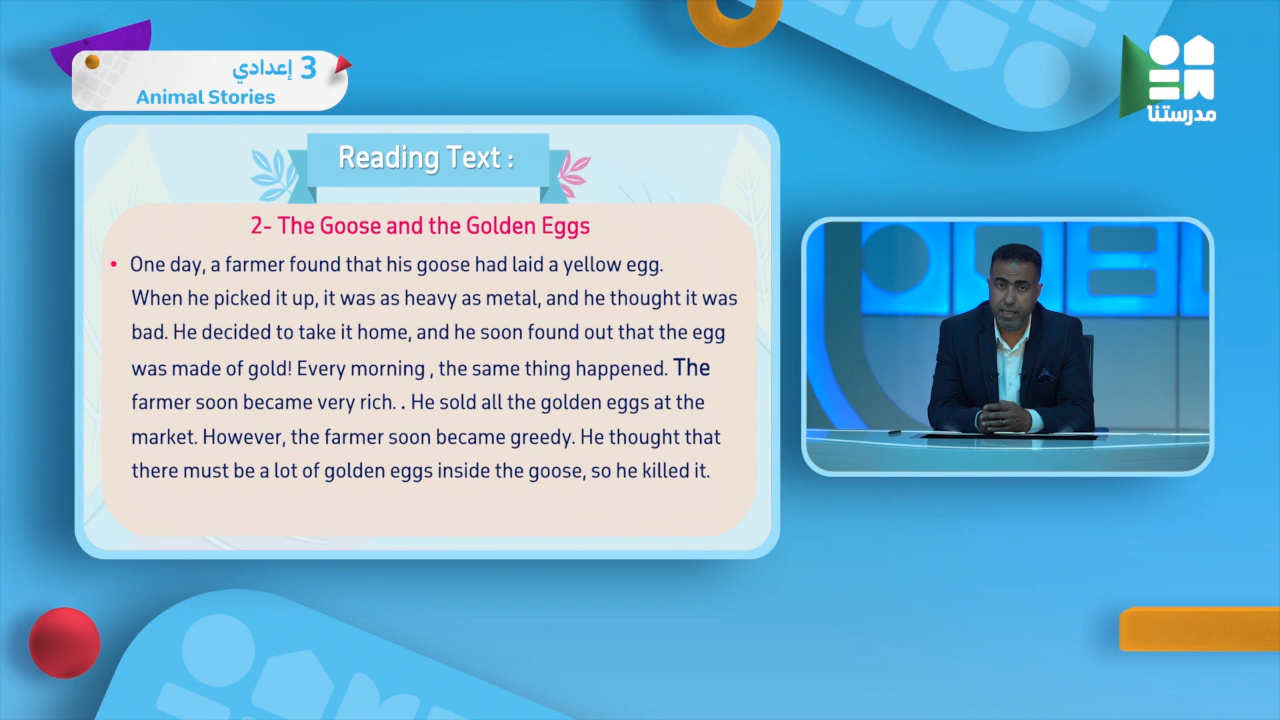 3 إعدادي
Animal Stories
مدرستنا
Reading Text :
2- The Goose and the Golden Eggs
• One day, a farmer found that his goose had laid a yellow egg.
When he picked it up, it was as heavy as metal, and he thought it was
bad. He decided to take it home, and he soon found out that the egg
was made of gold! Every morning , the same thing happened. The
farmer soon became very rich. . He sold all the golden eggs at the
market. However, the farmer soon became greedy. He thought that
there must be a lot of golden eggs inside the goose, so he killed it.